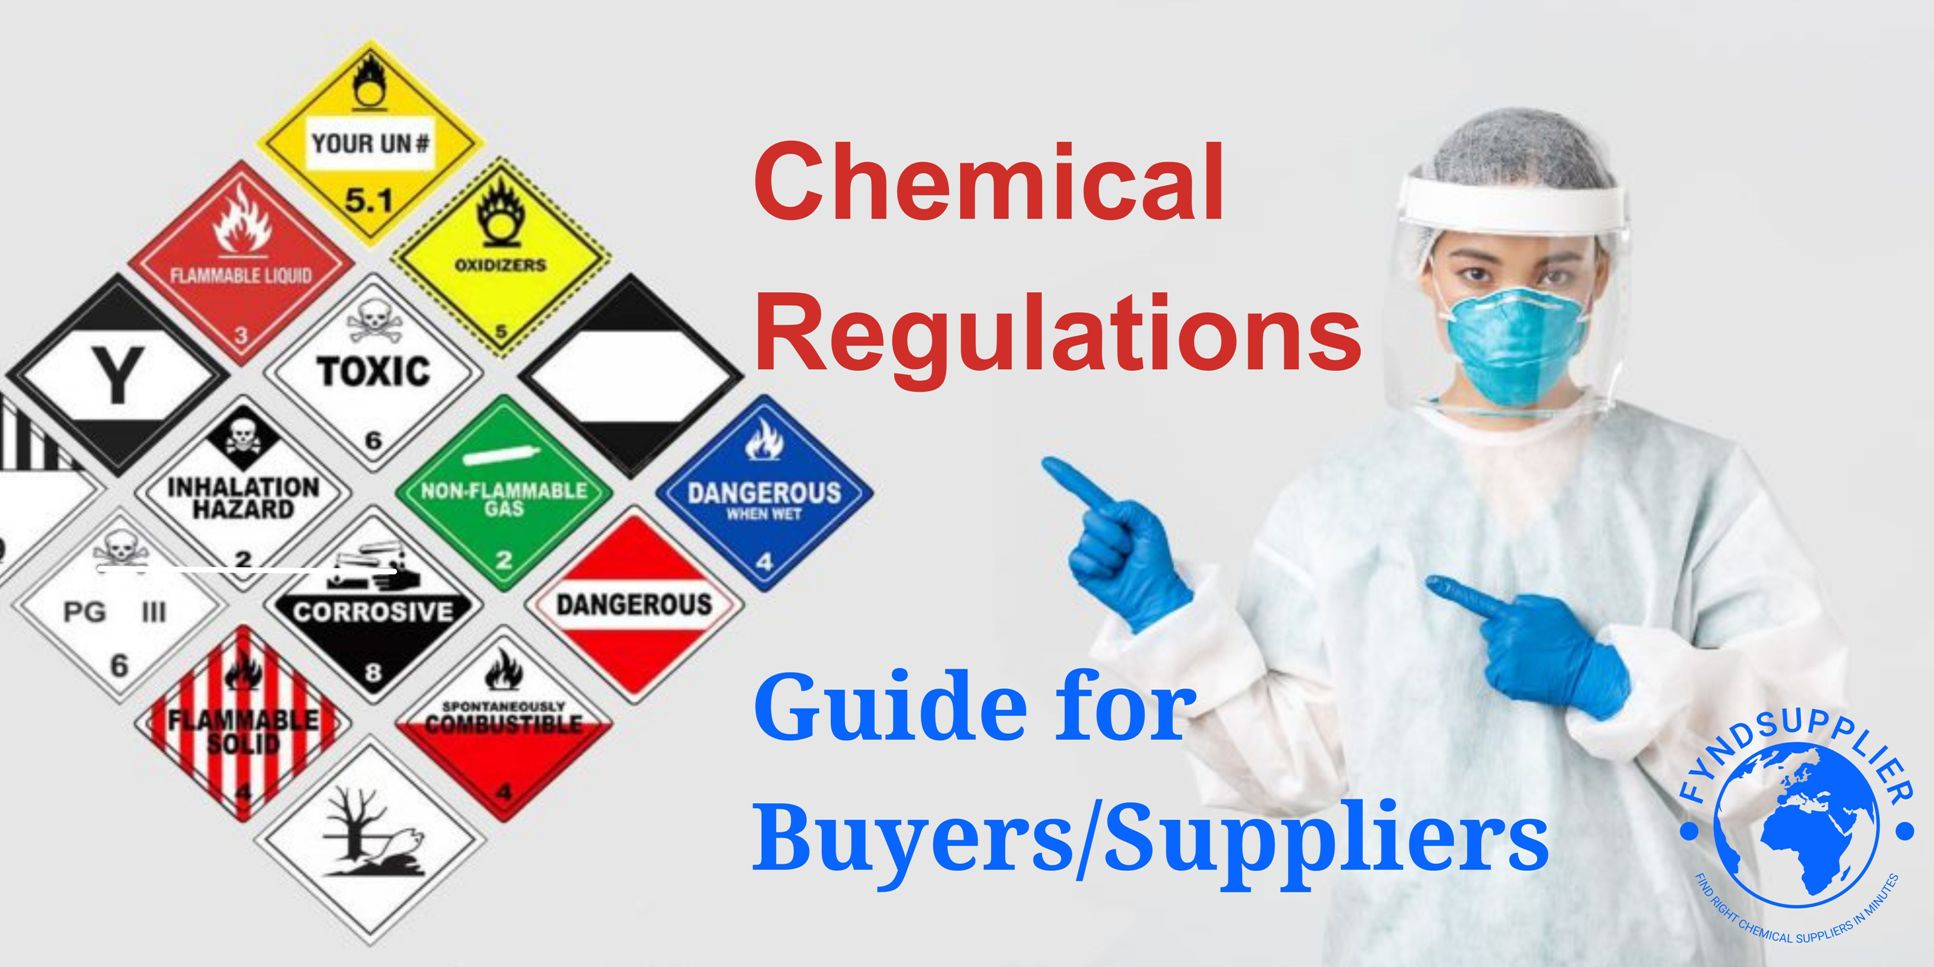 YOUR UN #
5.1
FLAMMABLE LIQUID
3
OXIDIZERS
5
Y
TOXIC
6
INHALATION
HAZARD
2
NON-FLAMMABLE
GAS
2
DANGEROUS
WHEN WET
4
9
PG III
6
CORROSIVE
8
DANGEROUS
FLAMMABLE
SOLID
4
SPONTANEOUSLY
COMBUSTIBLE
4
Chemical
Regulations
Guide for
Buyers/Suppliers
FYNDSUPPLIER
FIND RIGHT CHEMICAL SUPPLIERS IN MINUTES